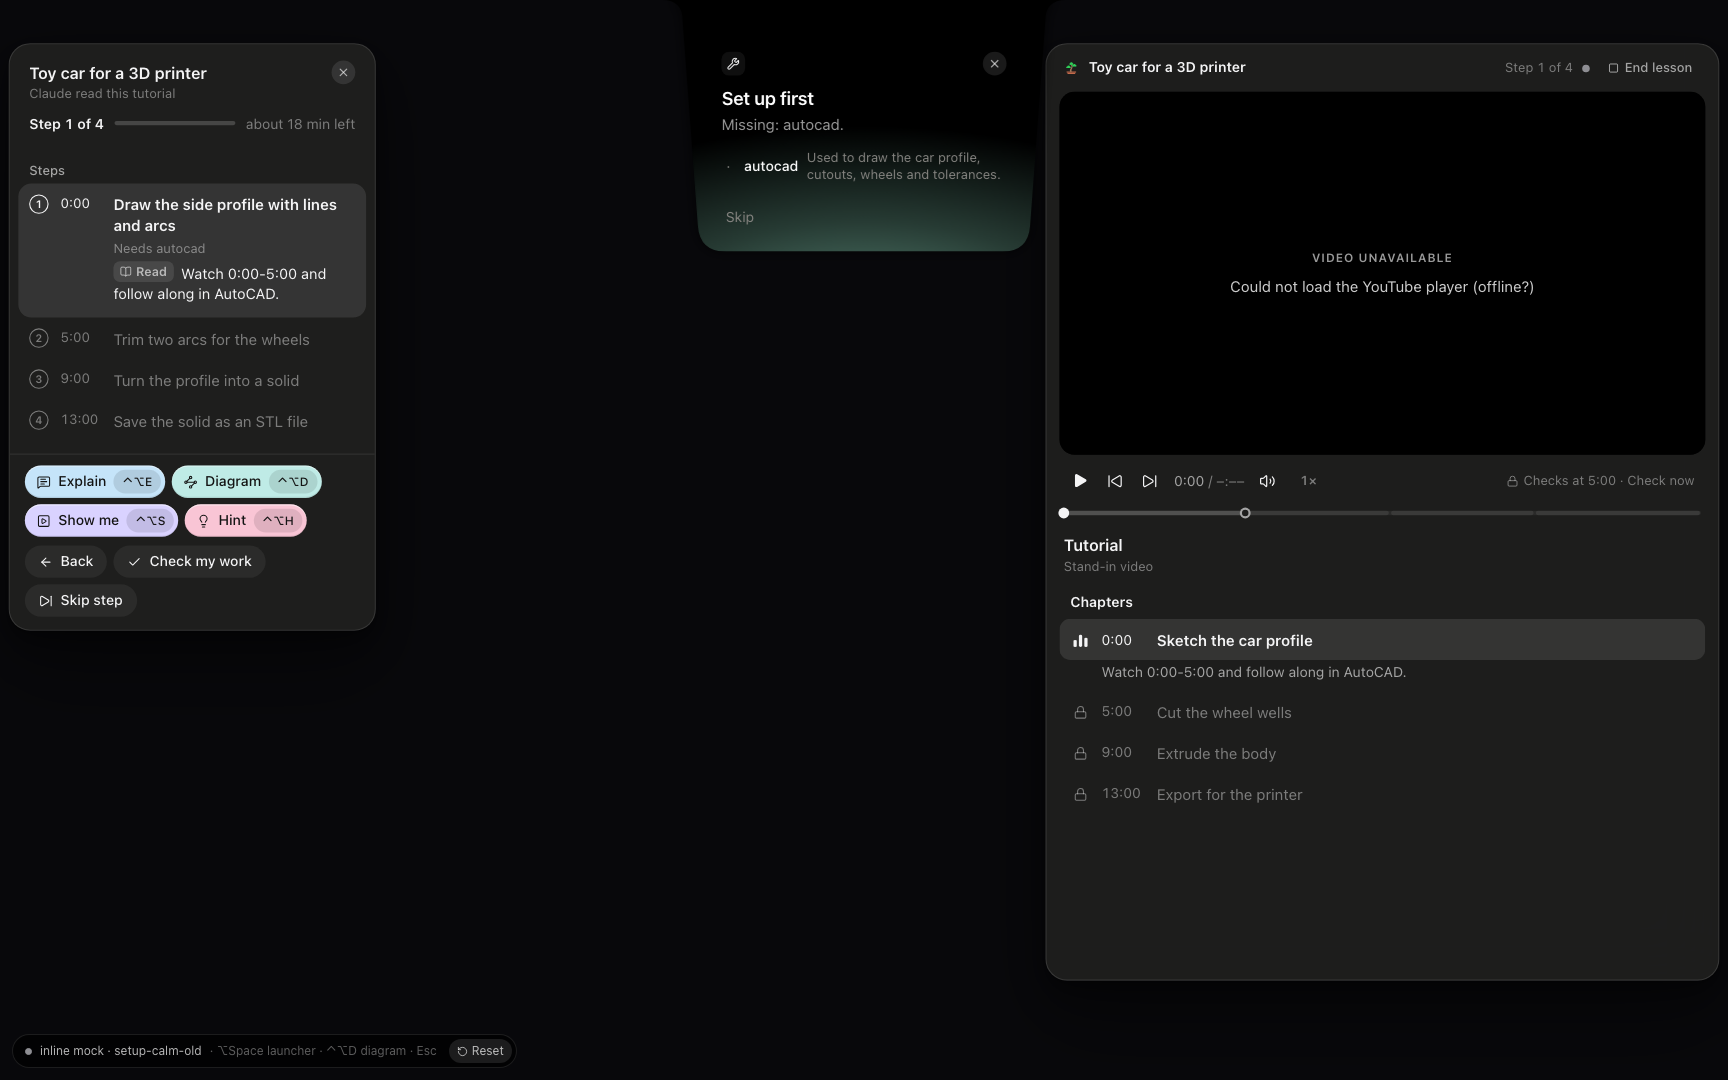 Toy car for a 3D printer
Claude read this tutorial
Step 1 of 4 about 18 min left
Steps
1 0:00 Draw the side profile with lines
and arcs
Needs autocad
Read Watch 0:00-5:00 and
follow along in AutoCAD.
2 5:00 Trim two arcs for the wheels
3 9:00 Turn the profile into a solid
4 13:00 Save the solid as an STL file
Explain ⌃⌥E Diagram ⌃⌥D
Show me ⌃⌥S Hint ⌃⌥H
Back Check my work
Skip step
Set up first
Missing: autocad.
· autocad Used to draw the car profile,
cutouts, wheels and tolerances.
Skip
Toy car for a 3D printer Step 1 of 4 End lesson
VIDEO UNAVAILABLE
Could not load the YouTube player (offline?)
0:00 / –:–– 1× Checks at 5:00 · Check now
Tutorial
Stand-in video
Chapters
0:00 Sketch the car profile
Watch 0:00-5:00 and follow along in AutoCAD.
5:00 Cut the wheel wells
9:00 Extrude the body
13:00 Export for the printer
inline mock · setup-calm-old · ⌥Space launcher · ⌃⌥D diagram · Esc Reset